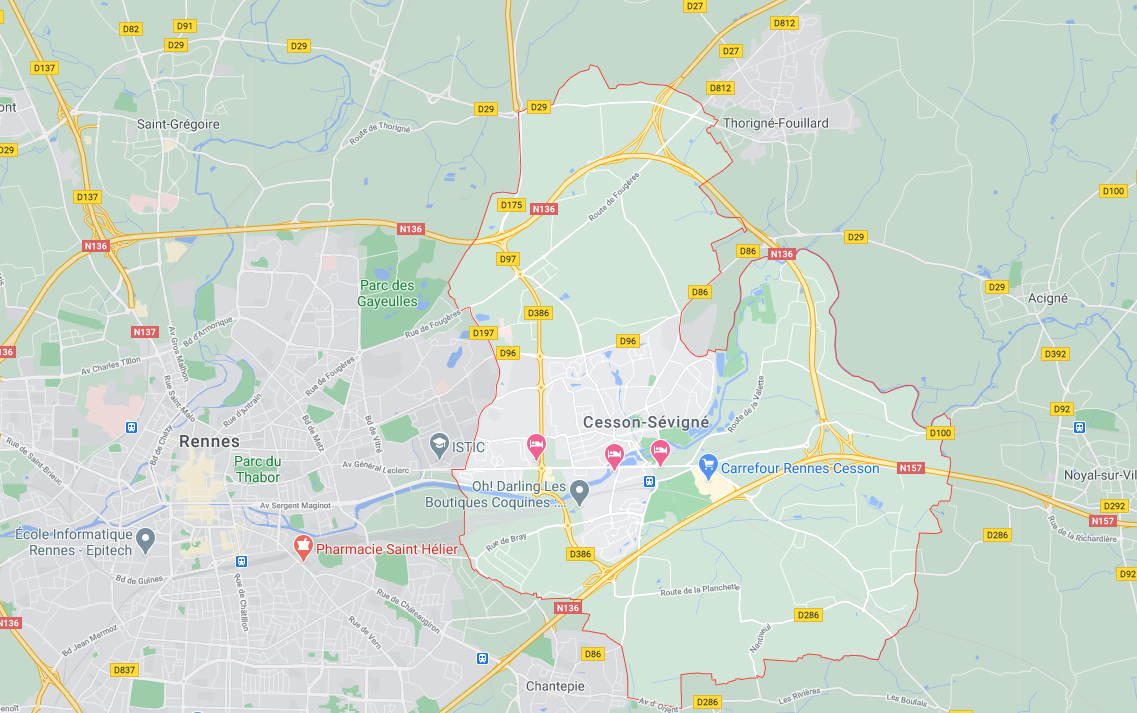 D27
D82
D91
D812
D29
D29
D27
D137
D812
ont
D29
D29
Saint-Grégoire
Thorigné-Fouillard
Route de Thorigné
D29
D100
D137
D175
N136
Route de Fougères
N136
D29
N136
D86
N136
D97
Parc des
Gayeulles
D29
D86
Acigné
D386
Rue de Fougères
Bd d'Armorique
N137
D197
D96
136
D96
D392
Av Gros Malhon
Av Charles Tillon
Rue de Fougères
Rue Saint-Malo
Rue d'Antrain
Route de la Valette
D92
Cesson-Sévigné
D100
Rennes
Bd de Chézy
Bd de Metz
Bd de Vitré
ISTIC
Rue de Saint-Brieuc
Parc du
Thabor
Av Général Leclerc
Carrefour Rennes Cesson
N157
Noyal-sur-Vil
Oh! Darling Les
Boutiques Coquines :...
Av Sergent Maginot
D292
N157
École Informatique
Rennes - Epitech
D286
Rue de la Richardière
Rue de Bray
Pharmacie Saint Hélier
D386
D92
Bd de Guines
Rue de Châtillon
Route de la Planchette
Rue de Châteaugiron
N136
D286
N136
Rue de Vern
Bd Jean Mermoz
Nantiveul
D86
D837
Chantepie
Les Rivières
Les Boulais
D286
Av d'Orient
enoît